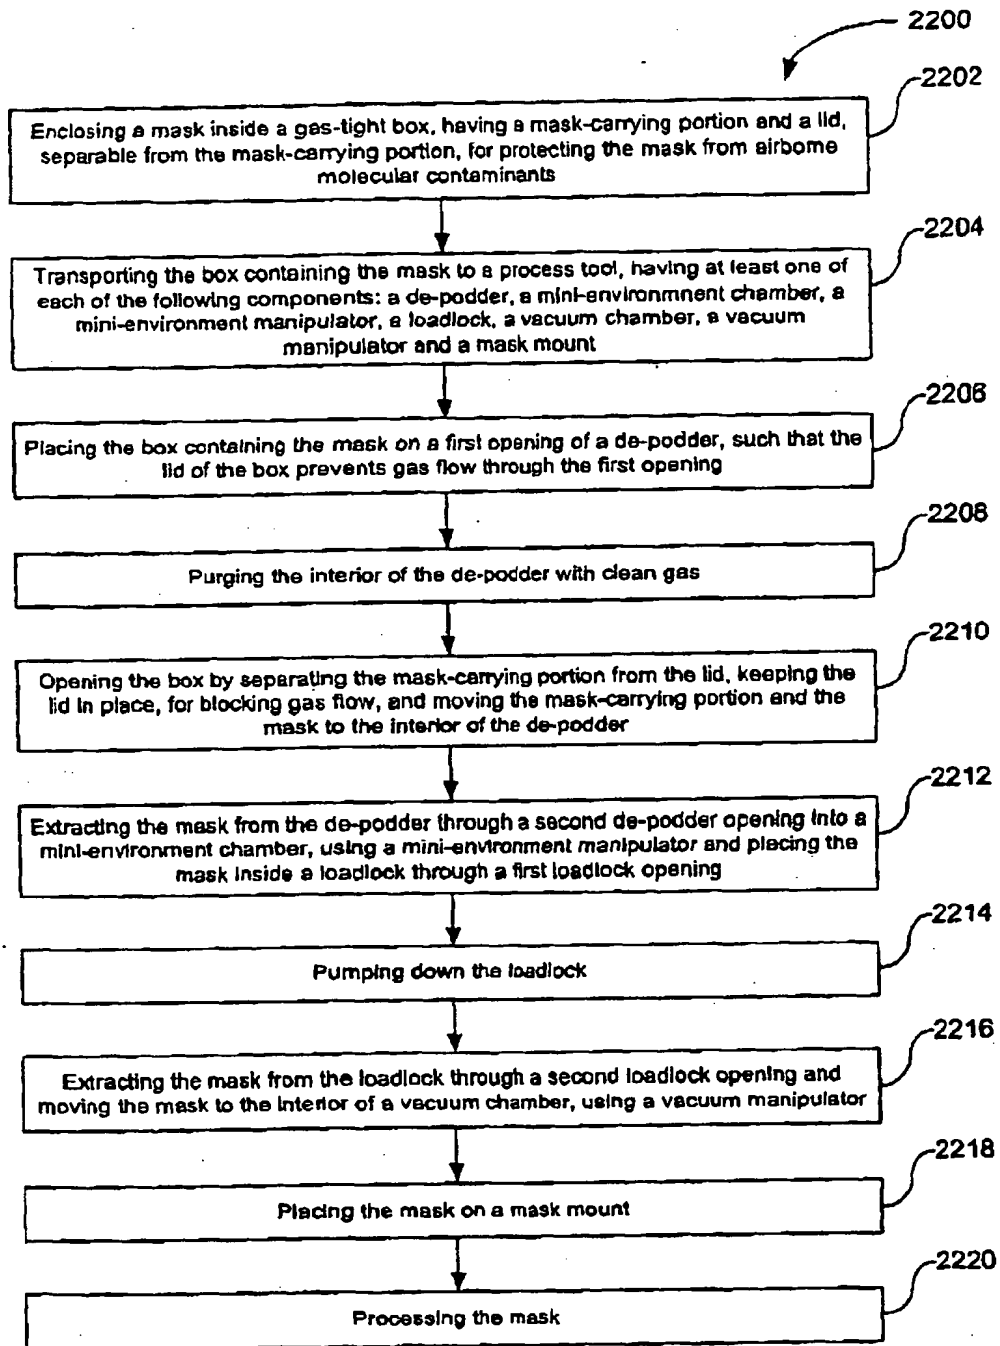 2200
2202
Enclosing a mask inside a gas-tight box, having a mask-carrying portion and a lid,
separable from the mask-carrying portion, for protecting the mask from airborne
molecular contaminants
2204
Transporting the box containing the mask to a process tool, having at least one of
each of the following components: a de-podder, a mini-environmnent chamber, a
mini-environment manipulator, a loadlock, a vacuum chamber, a vacuum
manipulator and a mask mount
2206
Placing the box containing the mask on a first opening of a de-podder, such that the
lid of the box prevents gas flow through the first opening
2208
Purging the interior of the de-podder with clean gas
2210
Opening the box by separating the mask-carrying portion from the lid, keeping the
lid in place, for blocking gas flow, and moving the mask-carrying portion and the
mask to the interior of the de-podder
2212
Extracting the mask from the de-podder through a second de-podder opening into a
mini-environment chamber, using a mini-environment manipulator and placing the
mask inside a loadlock through a first loadlock opening
2214
Pumping down the loadlock
2216
Extracting the mask from the loadlock through a second loadlock opening and
moving the mask to the interior of a vacuum chamber, using a vacuum manipulator
2218
Placing the mask on a mask mount
2220
Processing the mask